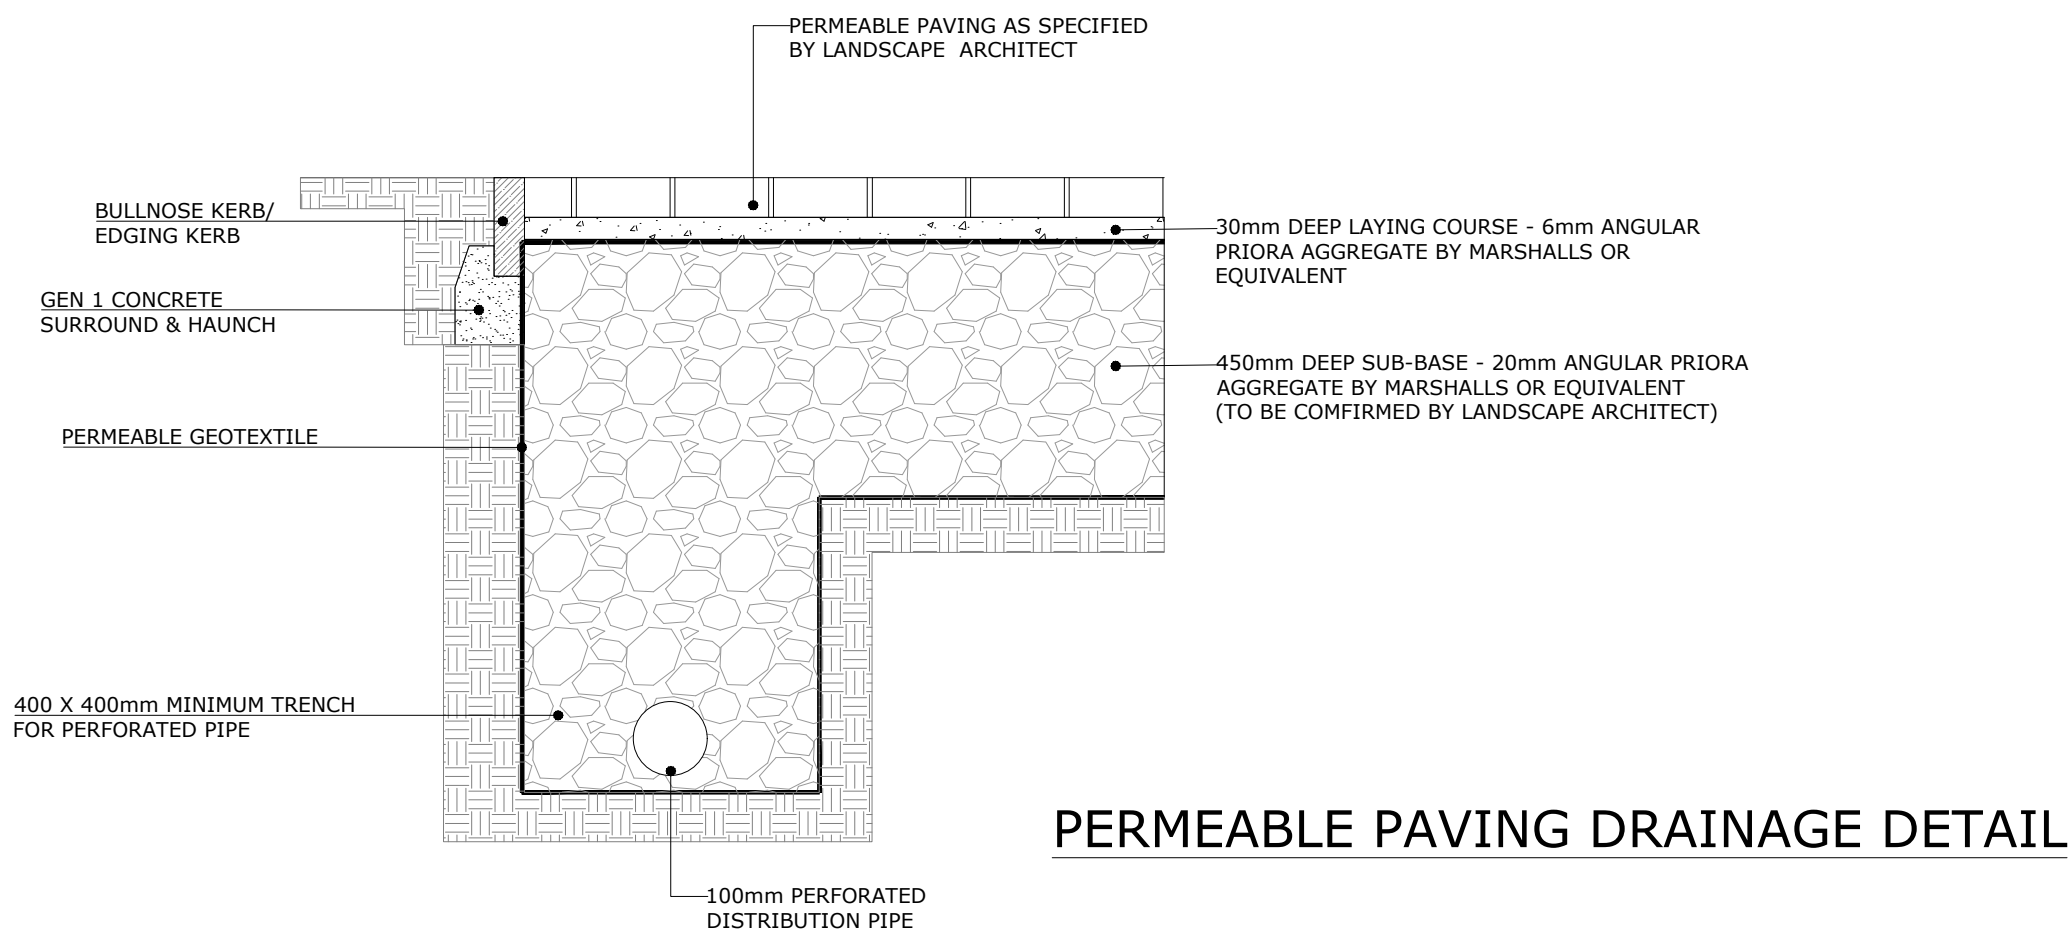 PERMEABLE PAVING AS SPECIFIED
BY LANDSCAPE  ARCHITECT
BULLNOSE KERB/
EDGING KERB
30mm DEEP LAYING COURSE - 6mm ANGULAR
PRIORA AGGREGATE BY MARSHALLS OR
EQUIVALENT
GEN 1 CONCRETE
SURROUND & HAUNCH
450mm DEEP SUB-BASE - 20mm ANGULAR PRIORA
AGGREGATE BY MARSHALLS OR EQUIVALENT
(TO BE COMFIRMED BY LANDSCAPE ARCHITECT)
PERMEABLE GEOTEXTILE
400 X 400mm MINIMUM TRENCH
FOR PERFORATED PIPE
PERMEABLE PAVING DRAINAGE DETAIL
100mm PERFORATED
DISTRIBUTION PIPE